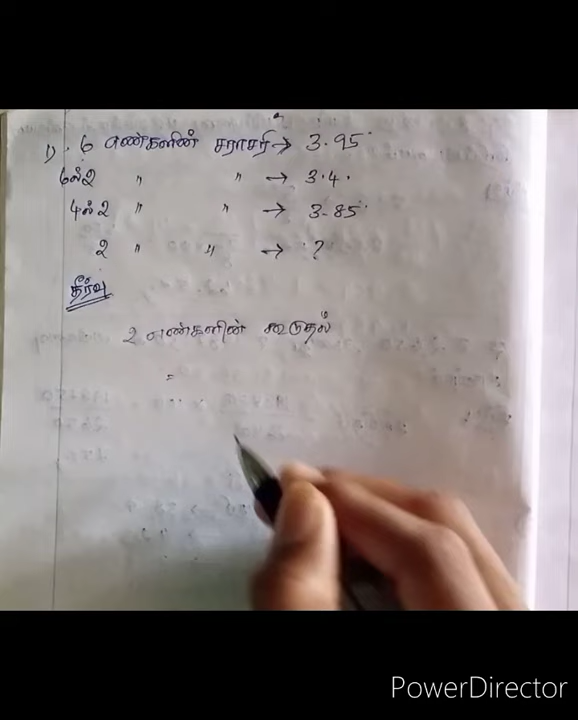 1). 6 எண்களின் சராசரி → 3.95
6ல் 2 " " → 3.4.
4ல் 2 " " → 3.85
2 " " → ?
தீர்வு
2 எண்களின் கூடுதல்
=
PowerDirector